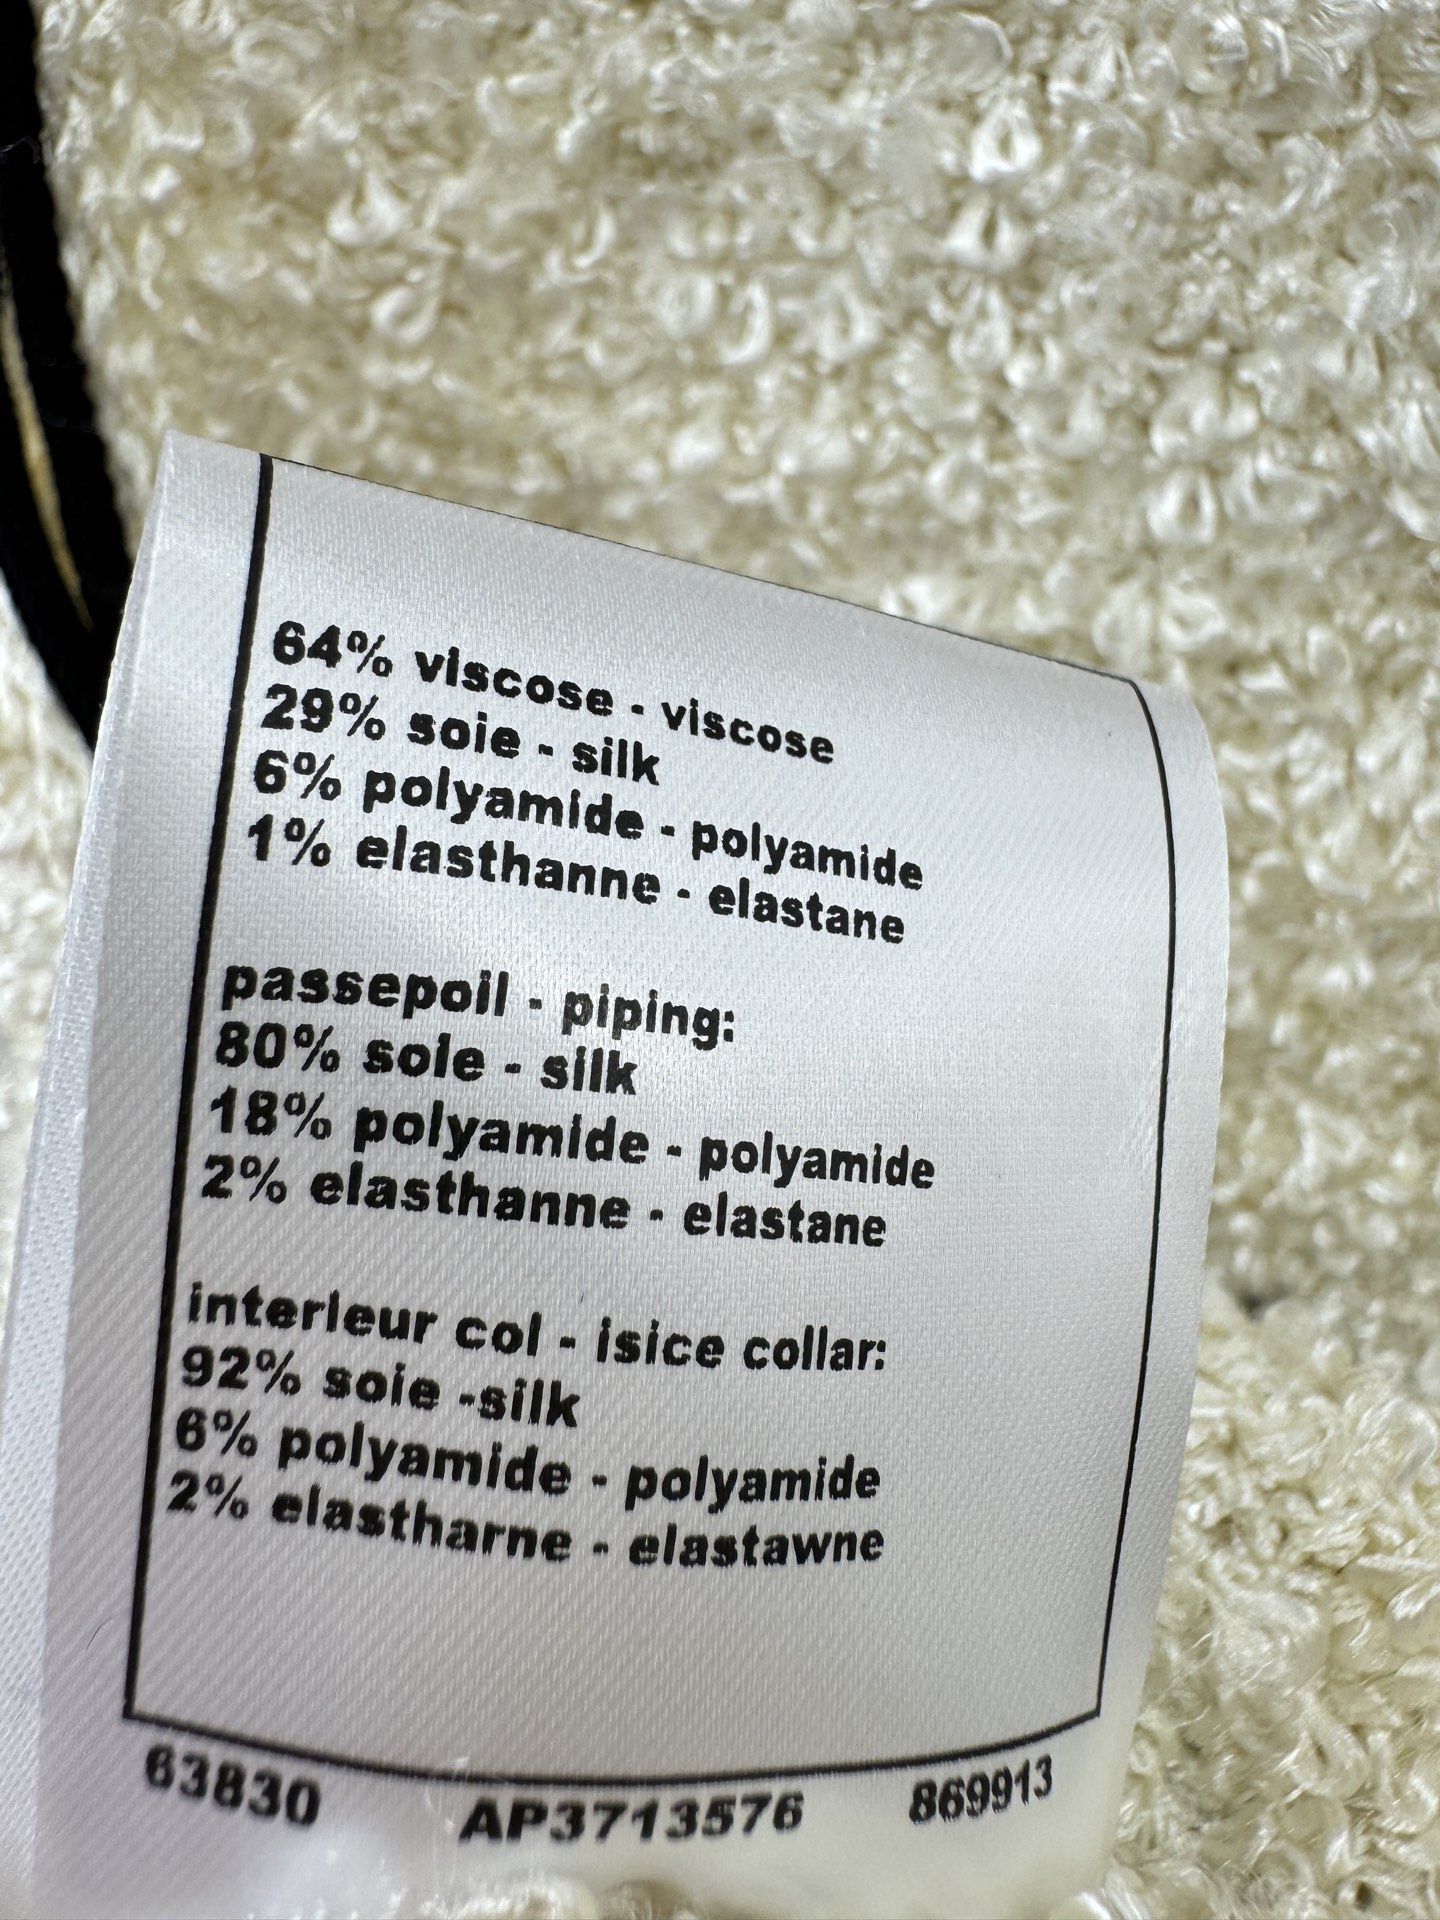 64% viscose - viscose
29% soie - silk
6% polyamide - polyamide
1% elasthanne - elastane
passepoil - piping:
80% soie - silk
18% polyamide - polyamide
2% elasthanne - elastane
interieur col - isice collar:
92% soie -silk
6% polyamide - polyamide
2% elastharne - elastawne
63830 AP3713576 869913